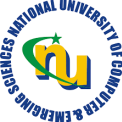 NATIONAL UNIVERSITY OF COMPUTER & EMERGING SCIENCES
nu